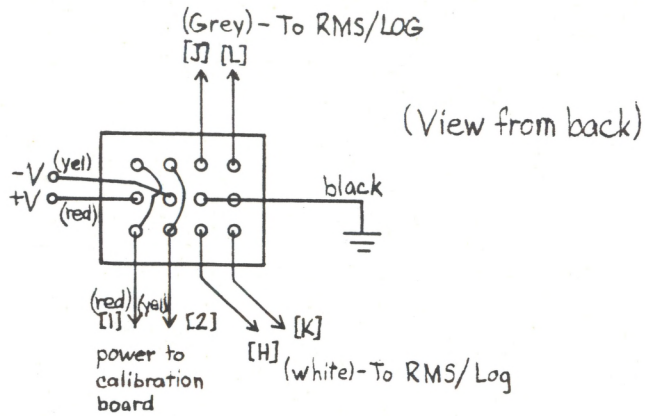 (Grey) - To RMS/LOG
[J] [L]
(View from back)
-V (yel)
+V (red)
black
(red) (yel)
[1] [2]
[K]
[H]
(white)-To RMS/Log
power to
calibration
board